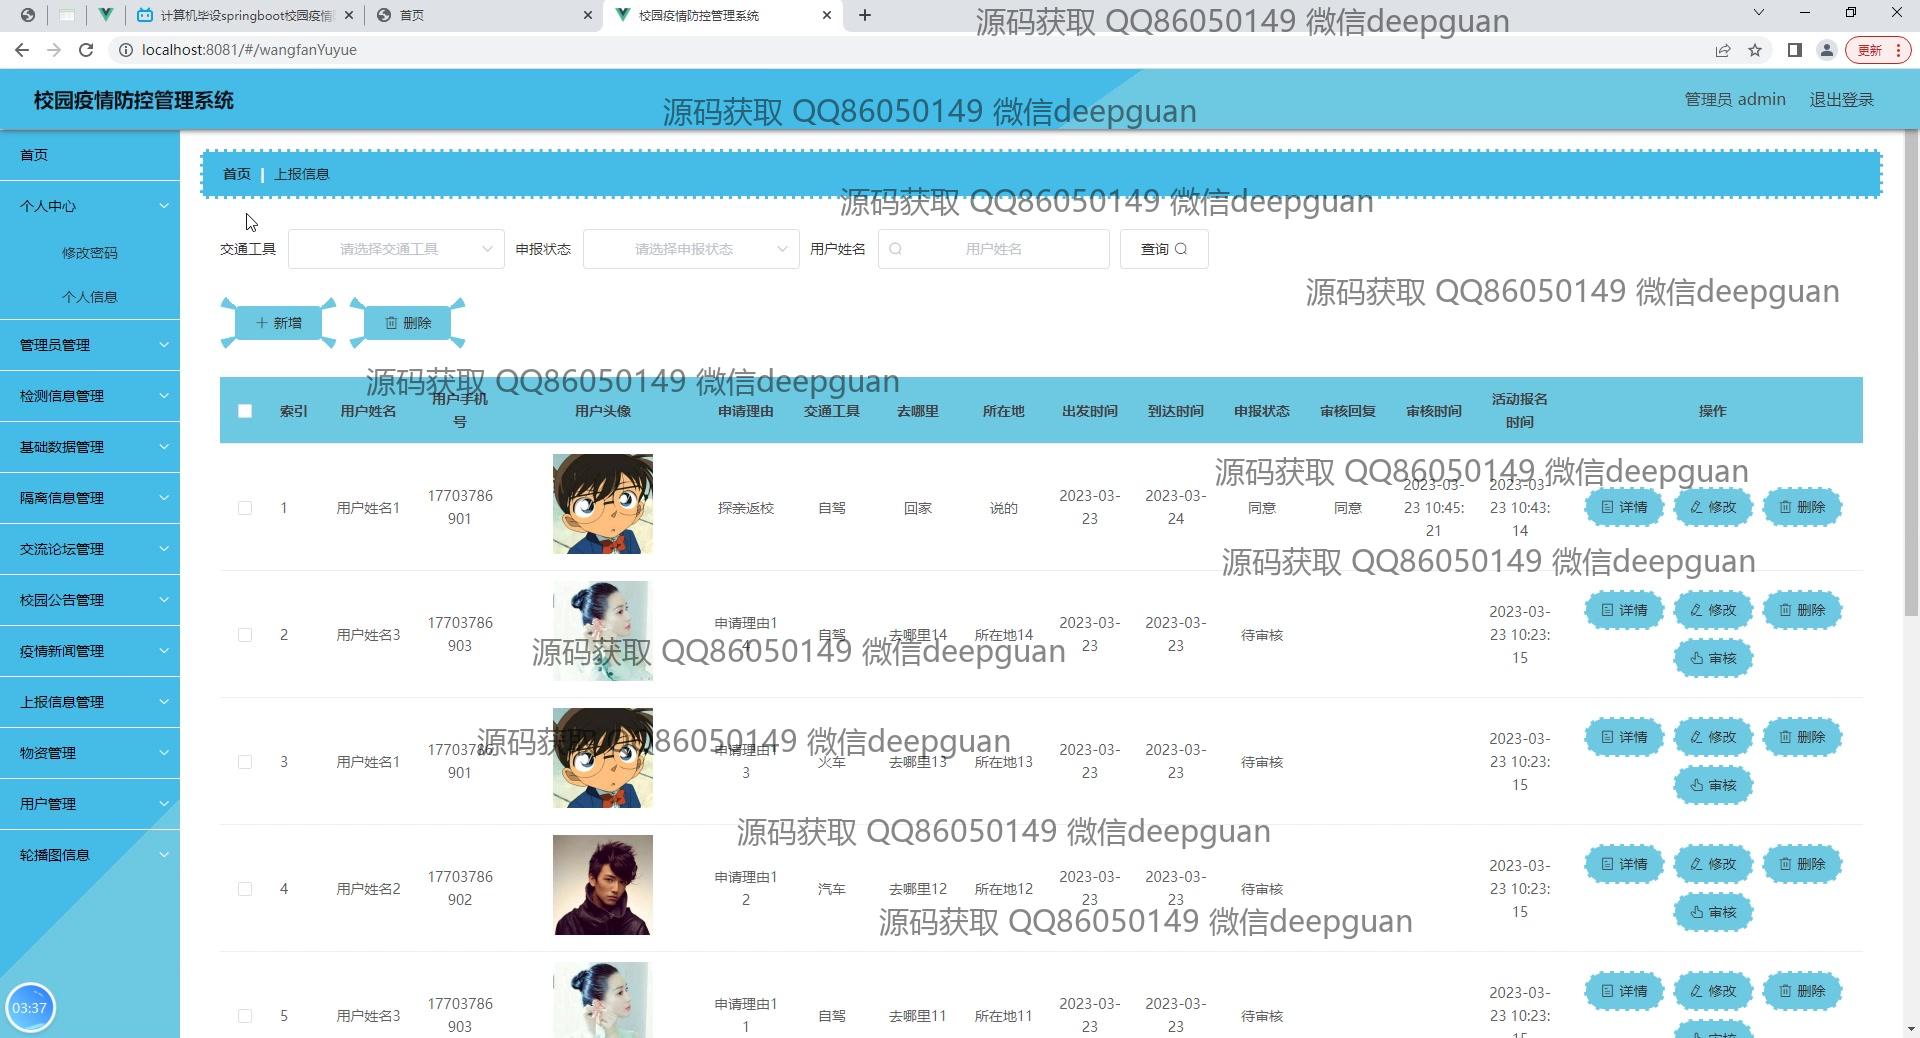 计算机毕设springboot校园疫情
首页
校园疫情防控管理系统
源码获取 QQ86050149 微信deepguan
localhost:8081/#/wangfanYuyue
更新
校园疫情防控管理系统
源码获取 QQ86050149 微信deepguan
管理员 admin
退出登录
首页
个人中心
修改密码
个人信息
管理员管理
检测信息管理
基础数据管理
隔离信息管理
交流论坛管理
校园公告管理
疫情新闻管理
上报信息管理
物资管理
用户管理
轮播图信息
03:37
首页 | 上报信息
源码获取 QQ86050149 微信deepguan
交通工具 请选择交通工具 申报状态 请选择申报状态 用户姓名 用户姓名 查询
源码获取 QQ86050149 微信deepguan
新增 删除
源码获取 QQ86050149 微信deepguan
索引 用户姓名 用户手机号 用户头像 申请理由 交通工具 去哪里 所在地 出发时间 到达时间 申报状态 审核回复 审核时间 活动报名时间 操作
源码获取 QQ86050149 微信deepguan
1 用户姓名1 17703786901 探亲返校 自驾 回家 说的 2023-03-23 2023-03-24 同意 同意 2023-03-23 10:45:21 2023-03-23 10:43:14 详情 修改 删除
源码获取 QQ86050149 微信deepguan
2 用户姓名3 17703786903 申请理由14 自驾 去哪里14 所在地14 2023-03-23 2023-03-23 待审核 2023-03-23 10:23:15 详情 修改 删除 审核
源码获取 QQ86050149 微信deepguan
源码获取 QQ86050149 微信deepguan
3 用户姓名1 17703786901 申请理由13 火车 去哪里13 所在地13 2023-03-23 2023-03-23 待审核 2023-03-23 10:23:15 详情 修改 删除 审核
源码获取 QQ86050149 微信deepguan
4 用户姓名2 17703786902 申请理由12 汽车 去哪里12 所在地12 2023-03-23 2023-03-23 待审核 2023-03-23 10:23:15 详情 修改 删除 审核
源码获取 QQ86050149 微信deepguan
5 用户姓名3 17703786903 申请理由11 自驾 去哪里11 所在地11 2023-03-23 2023-03-23 待审核 2023-03-23 10:23:15 详情 修改 删除 审核